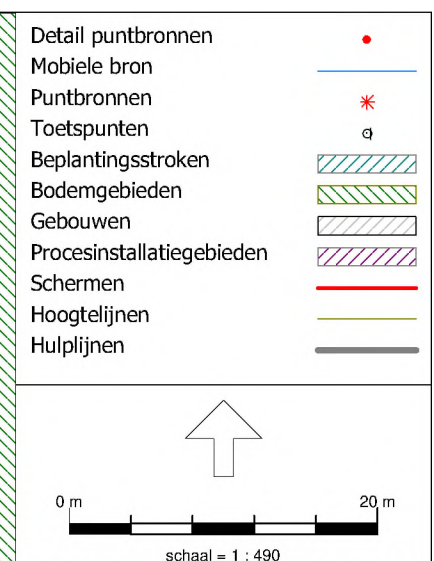 Detail puntbronnen
Mobiele bron
Puntbronnen
Toetspunten
Beplantingsstroken
Bodemgebieden
Gebouwen
Procesinstallatiegebieden
Schermen
Hoogtelijnen
Hulplijnen
0 m 20 m
schaal = 1 : 490